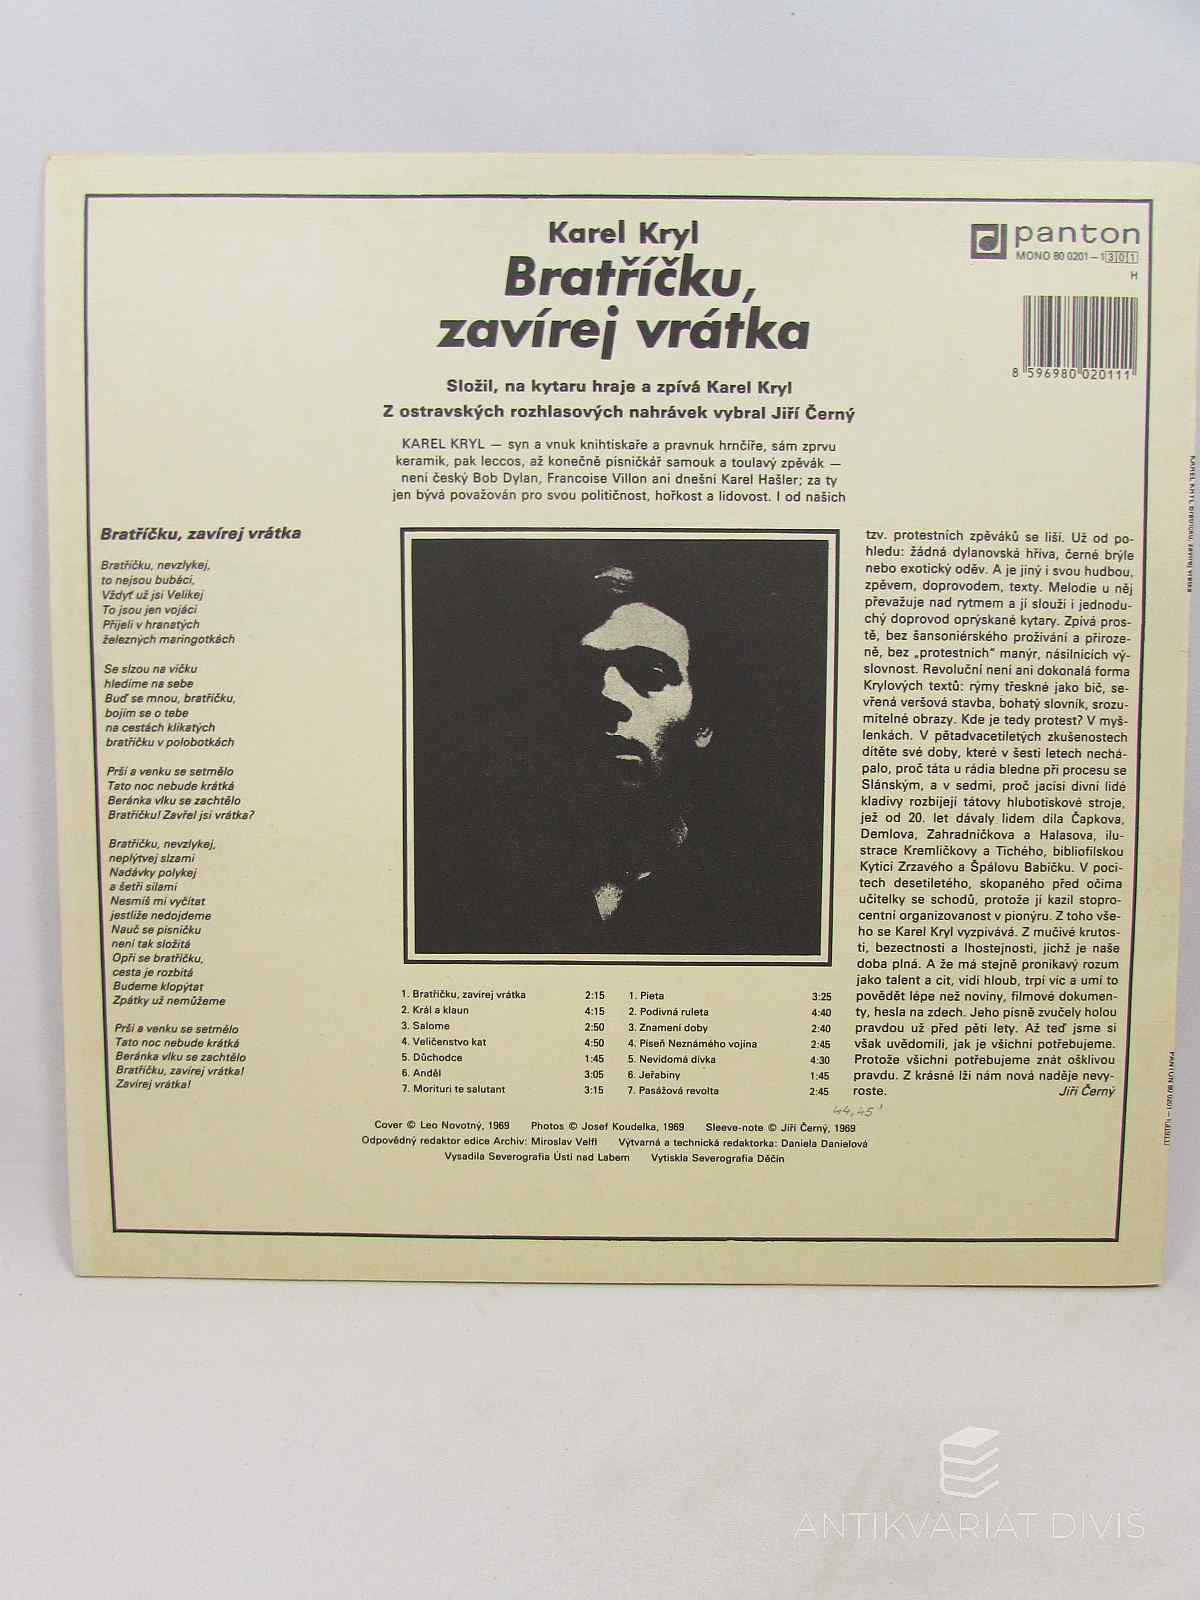 Karel Kryl
Bratříčku,
zavírej vrátka
panton
MONO 80 0201–1301
H
8 596980 020111
Složil, na kytaru hraje a zpívá Karel Kryl
Z ostravských rozhlasových nahrávek vybral Jiří Černý
KAREL KRYL — syn a vnuk knihtiskaře a pravnuk hrnčíře, sám zprvu
keramik, pak leccos, až konečně písničkář samouk a toulavý zpěvák —
není český Bob Dylan, Francoise Villon ani dnešní Karel Hašler; za ty
jen bývá považován pro svou političnost, hořkost a lidovost. I od našich
Bratříčku, zavírej vrátka
Bratříčku, nevzlykej,
to nejsou bubáci,
Vždyť už jsi Velikej
To jsou jen vojáci
Přijeli v hranatých
železných maringotkách
Se slzou na víčku
hledíme na sebe
Buď se mnou, bratříčku,
bojím se o tebe
na cestách klikatých
bratříčku v polobotkách
Prší a venku se setmělo
Tato noc nebude krátká
Beránka vlku se zachtělo
Bratříčku! Zavřel jsi vrátka?
Bratříčku, nevzlykej,
neplýtvej slzami
Nadávky polykej
a šetři silami
Nesmíš mi vyčítat
jestliže nedojdeme
Nauč se písničku
není tak složitá
Opři se bratříčku,
cesta je rozbitá
Budeme klopýtat
Zpátky už nemůžeme
Prší a venku se setmělo
Tato noc nebude krátká
Beránka vlku se zachtělo
Bratříčku, zavírej vrátka!
Zavírej vrátka!
tzv. protestních zpěváků se liší. Už od po-
hledu: žádná dylanovská hříva, černé brýle
nebo exotický oděv. A je jiný i svou hudbou,
zpěvem, doprovodem, texty. Melodie u něj
převažuje nad rytmem a jí slouží i jednodu-
chý doprovod oprýskané kytary. Zpívá pros-
tě, bez šansoniérského prožívání a přiroze-
ně, bez „protestních“ manýr, násilnících vý-
slovnost. Revoluční není ani dokonalá forma
Krylových textů: rýmy třeskné jako bič, se-
vřená veršová stavba, bohatý slovník, srozu-
mitelné obrazy. Kde je tedy protest? V myš-
lenkách. V pětadvacetiletých zkušenostech
dítěte své doby, které v šesti letech nechá-
palo, proč táta u rádia bledne při procesu se
Slánským, a v sedmi, proč jacísi divní lidé
kladivy rozbíjejí tátovy hlubotiskové stroje,
jež od 20. let dávaly lidem díla Čapkova,
Demlova, Zahradníčkova a Halasova, ilu-
strace Kremličkovy a Tichého, bibliofilskou
Kytici Zrzavého a Špálovu Babičku. V poci-
tech desetiletého, skopaného před očima
učitelky se schodů, protože jí kazil stopro-
centní organizovanost v pionýru. Z toho vše-
ho se Karel Kryl vyzpívává. Z mučivé krutos-
ti, bezectnosti a lhostejnosti, jichž je naše
doba plná. A že má stejně pronikavý rozum
jako talent a cit, vidí hloub, trpí víc a umí to
povědět lépe než noviny, filmové dokumen-
ty, hesla na zdech. Jeho písně zvučely holou
pravdou už před pěti lety. Až teď jsme si
však uvědomili, jak je všichni potřebujeme.
Protože všichni potřebujeme znát ošklivou
pravdu. Z krásné lži nám nová naděje nevy-
roste. Jiří Černý
1. Bratříčku, zavírej vrátka 2:15
2. Král a klaun 4:15
3. Salome 2:50
4. Veličenstvo kat 4:50
5. Důchodce 1:45
6. Anděl 3:05
7. Morituri te salutant 3:15
1. Pieta 3:25
2. Podivná ruleta 4:40
3. Znamení doby 2:40
4. Píseň Neznámého vojína 2:45
5. Nevidomá dívka 4:30
6. Jeřabiny 1:45
7. Pasážová revolta 2:45
44,45'
Cover © Leo Novotný, 1969 Photos © Josef Koudelka, 1969 Sleeve-note © Jiří Černý, 1969
Odpovědný redaktor edice Archiv: Miroslav Velfl Výtvarná a technická redaktorka: Daniela Danielová
Vysadila Severografia Ústí nad Labem Vytiskla Severografia Děčín
KAREL KRYL Bratříčku, zavírej vrátka
PANTON 80 0201 –
ANTIKVARIÁT DIVIŠ